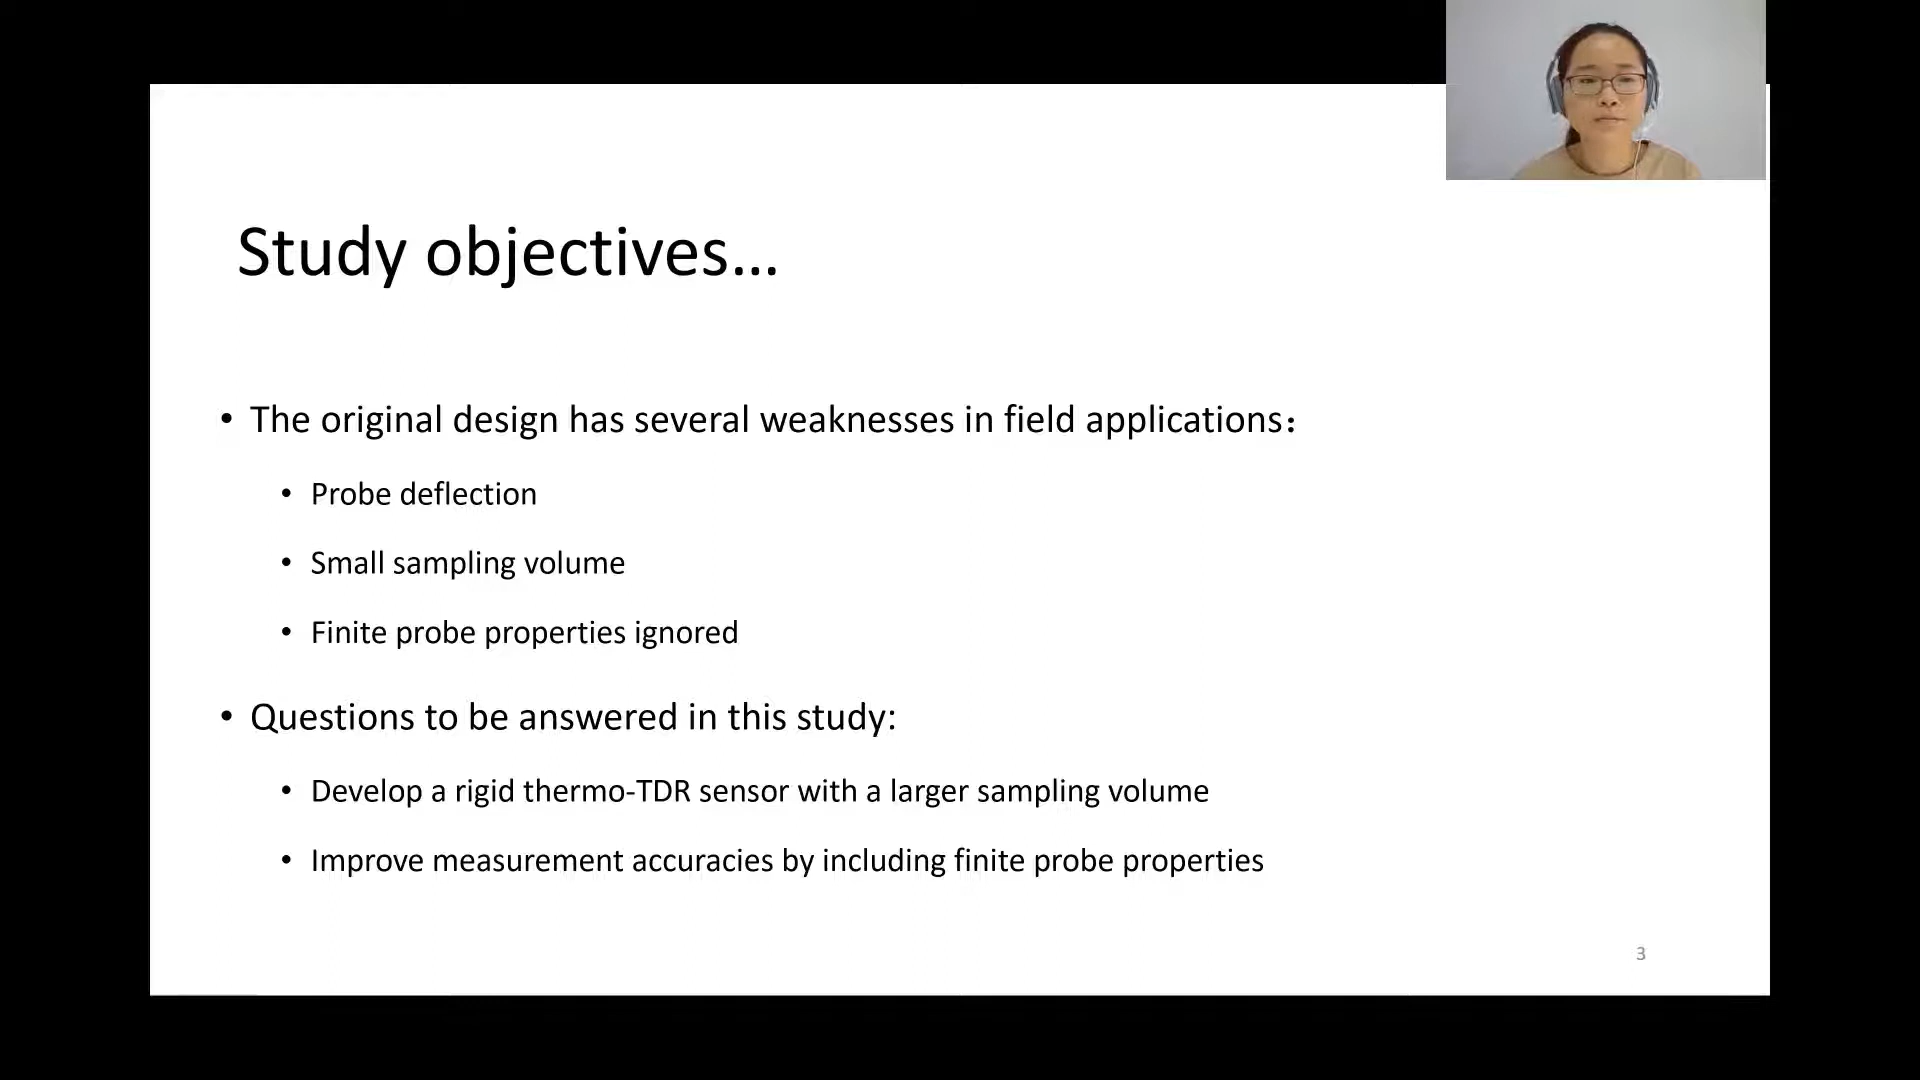 Study objectives...
• The original design has several weaknesses in field applications：
• Probe deflection
• Small sampling volume
• Finite probe properties ignored
• Questions to be answered in this study:
• Develop a rigid thermo-TDR sensor with a larger sampling volume
• Improve measurement accuracies by including finite probe properties
3